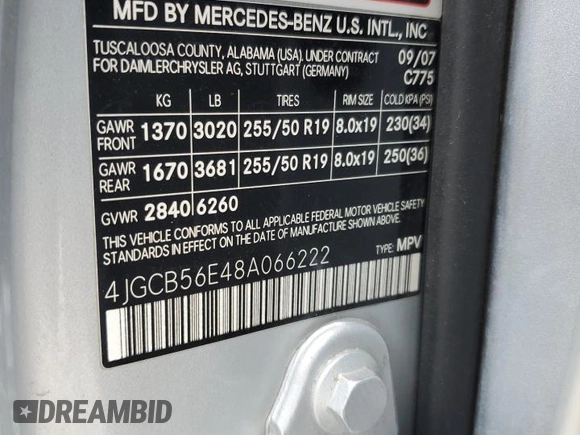 MFD BY MERCEDES-BENZ U.S. INTL., INC
TUSCALOOSA COUNTY, ALABAMA (USA). UNDER CONTRACT 09/07
FOR DAIMLERCHRYSLER AG, STUTTGART (GERMANY) C775
KG LB TIRES RIM SIZE COLD KPA (PSI)
GAWR FRONT 1370 3020 255/50 R19 8.0x19 230(34)
GAWR REAR 1670 3681 255/50 R19 8.0x19 250(36)
GVWR 2840 6260
THIS VEHICLE CONFORMS TO ALL APPLICABLE FEDERAL MOTOR VEHICLE SAFETY
STANDARDS IN EFFECT ON THE DATE OF MANUFACTURE SHOWN ABOVE.
4JGCB56E48A066222 TYPE: MPV
DREAMBID